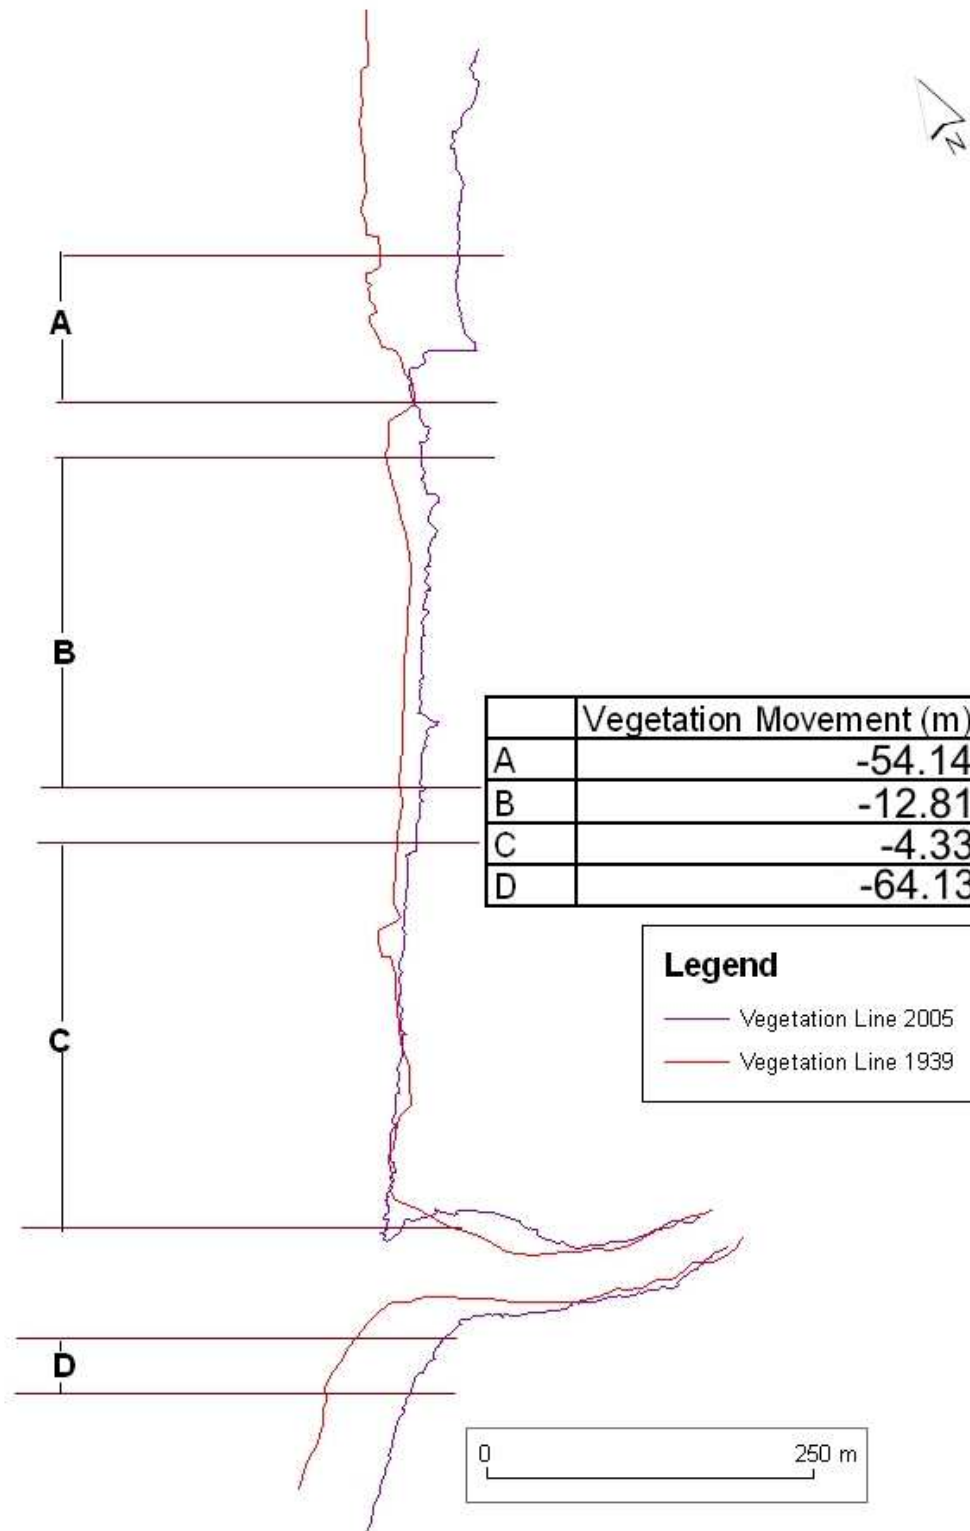 N
A
B
Vegetation Movement (m)
A -54.14
B -12.81
C -4.33
D -64.13
Legend
Vegetation Line 2005
Vegetation Line 1939
C
D
0 250 m